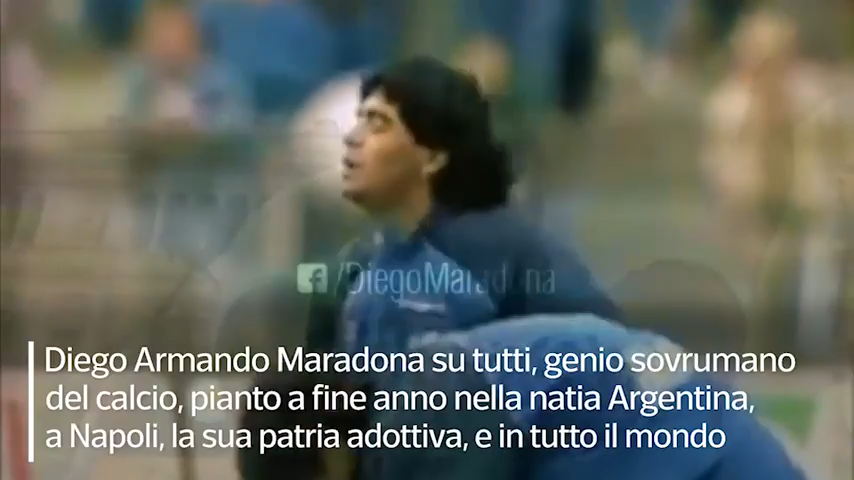 /DiegoMaradona
Diego Armando Maradona su tutti, genio sovrumano
del calcio, pianto a fine anno nella natia Argentina,
a Napoli, la sua patria adottiva, e in tutto il mondo